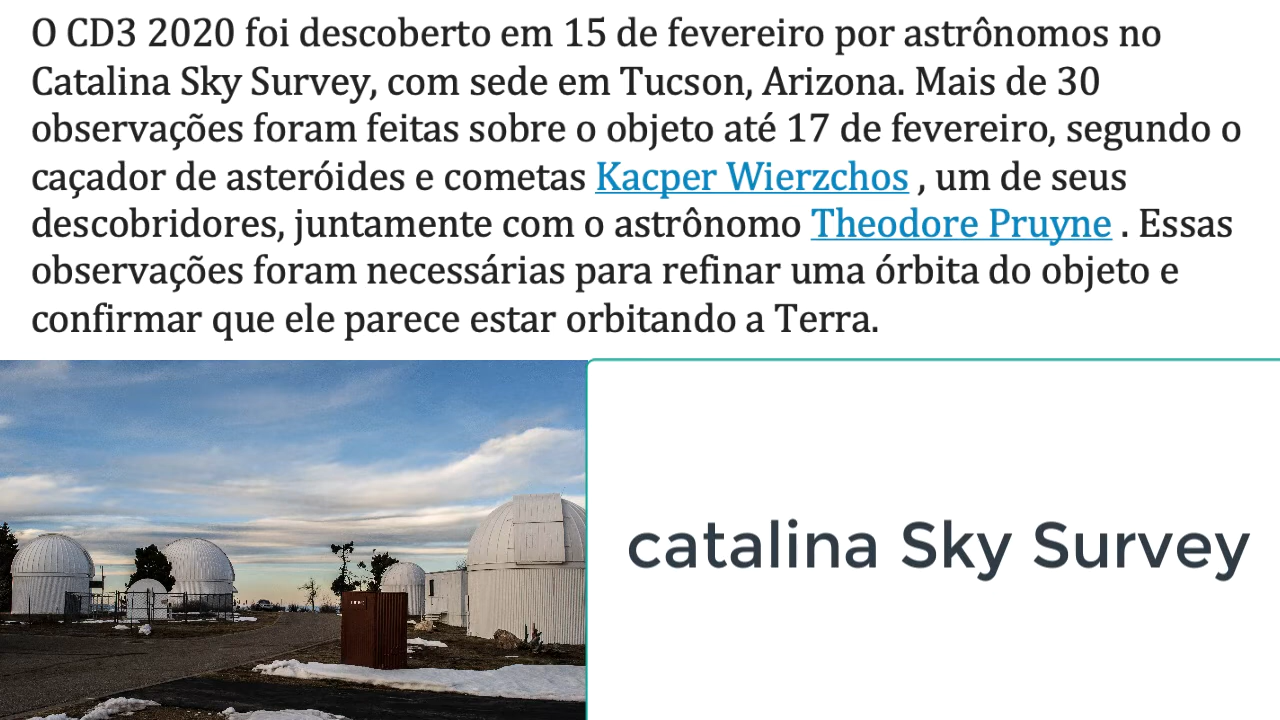 O CD3 2020 foi descoberto em 15 de fevereiro por astrônomos no
Catalina Sky Survey, com sede em Tucson, Arizona. Mais de 30
observações foram feitas sobre o objeto até 17 de fevereiro, segundo o
caçador de asteróides e cometas Kacper Wierzchos , um de seus
descobridores, juntamente com o astrônomo Theodore Pruyne . Essas
observações foram necessárias para refinar uma órbita do objeto e
confirmar que ele parece estar orbitando a Terra.
catalina Sky Survey